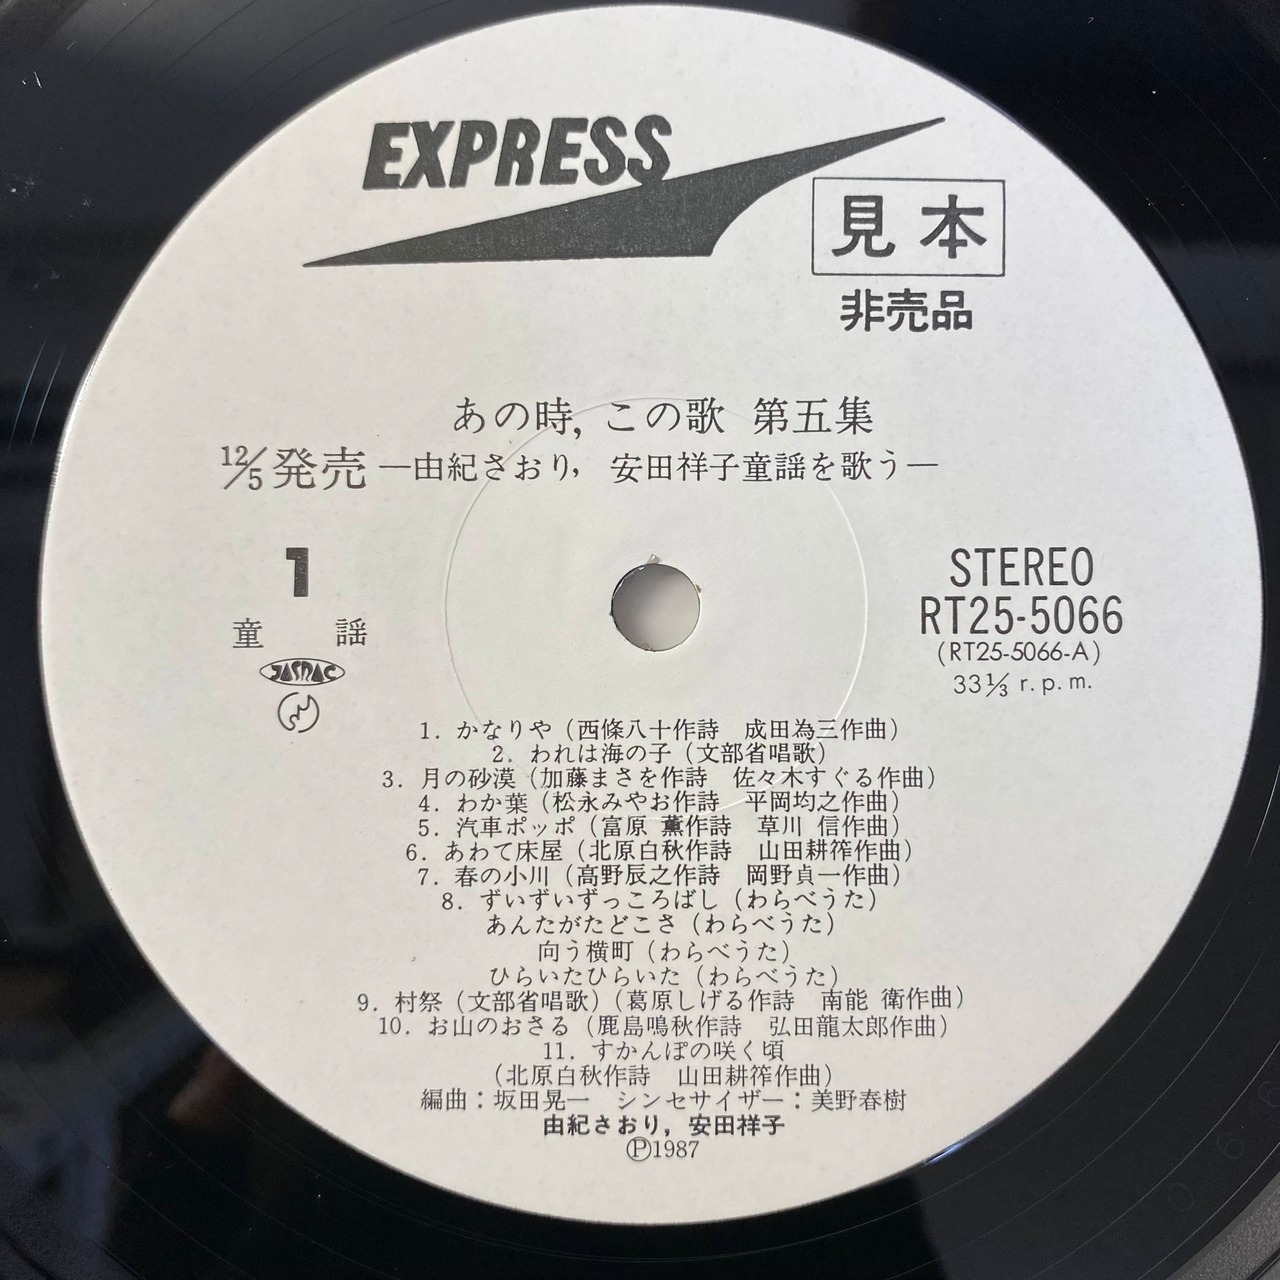 EXPRESS
見本
非売品
あの時, この歌 第五集
12/5発売 ―由紀さおり, 安田祥子童謡を歌う―
1
童 謡
JASRAC
STEREO
RT25-5066
(RT25-5066-A)
33⅓ r.p.m.
1. かなりや (西條八十作詩 成田為三作曲)
2. われは海の子 (文部省唱歌)
3. 月の砂漠 (加藤まさを作詩 佐々木すぐる作曲)
4. わか葉 (松永みやお作詩 平岡均之作曲)
5. 汽車ポッポ (富原 薫作詩 草川 信作曲)
6. あわて床屋 (北原白秋作詩 山田耕筰作曲)
7. 春の小川 (高野辰之作詩 岡野貞一作曲)
8. ずいずいずっころばし (わらべうた)
あんたがたどこさ (わらべうた)
向う横町 (わらべうた)
ひらいたひらいた (わらべうた)
9. 村祭 (文部省唱歌) (葛原しげる作詩 南能 衛作曲)
10. お山のおさる (鹿島鳴秋作詩 弘田龍太郎作曲)
11. すかんぽの咲く頃
(北原白秋作詩 山田耕筰作曲)
編曲:坂田晃一 シンセサイザー:美野春樹
由紀さおり, 安田祥子
Ⓟ1987